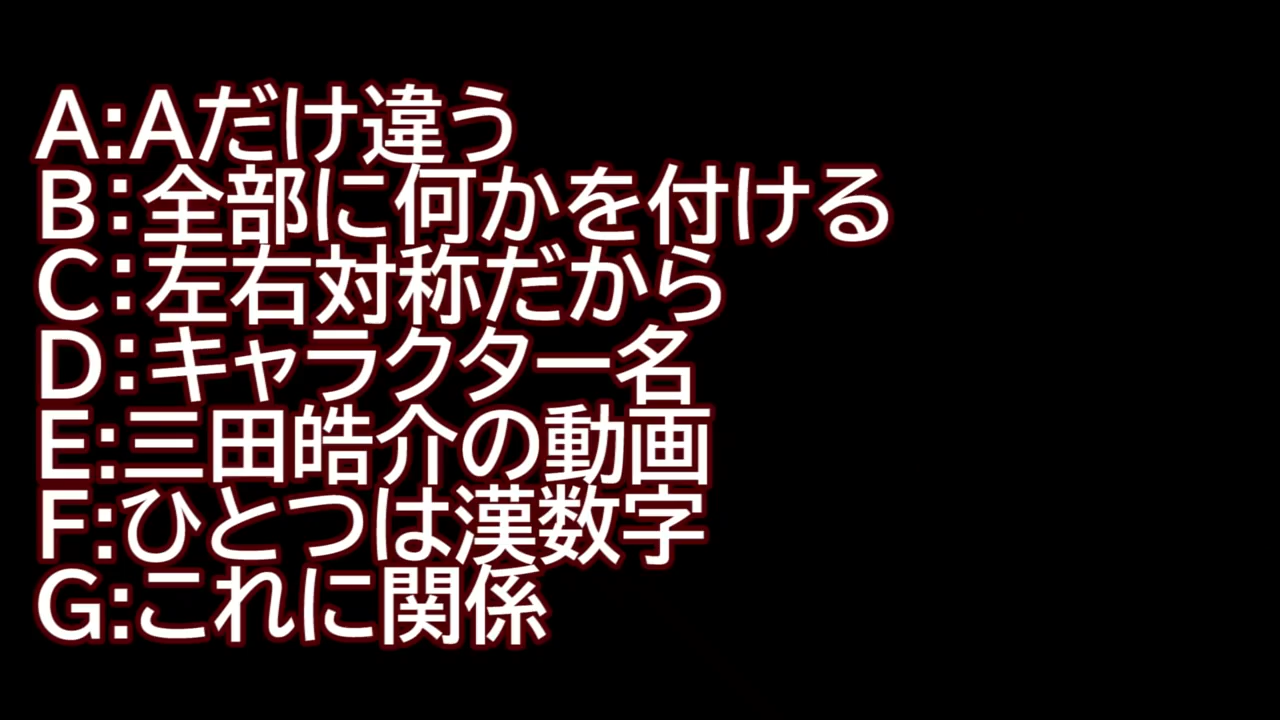 A:Aだけ違う
B:全部に何かを付ける
C:左右対称だから
D:キャラクター名
E:三田皓介の動画
F:ひとつは漢数字
G:これに関係